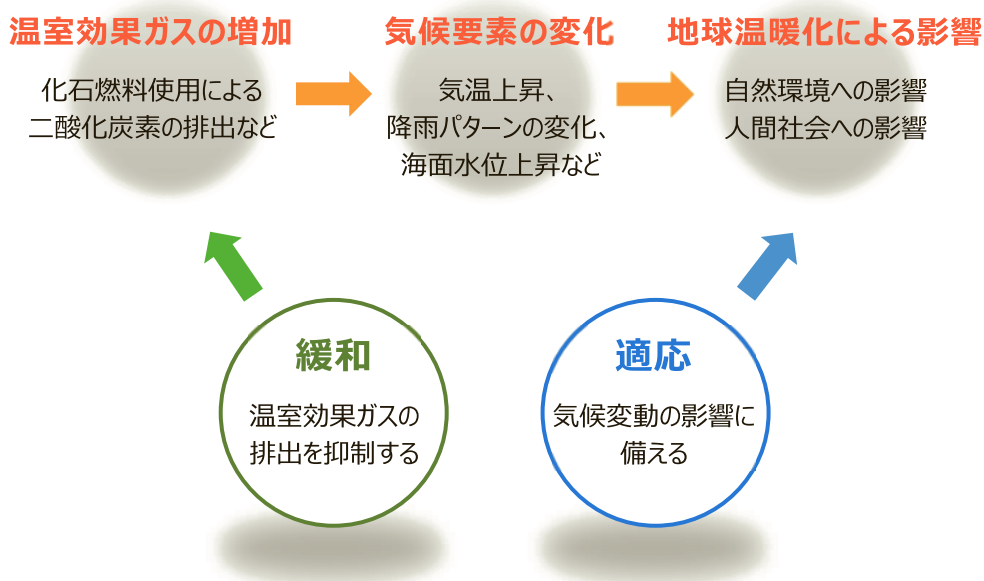 温室効果ガスの増加
化石燃料使用による
二酸化炭素の排出など
気候要素の変化
気温上昇、
降雨パターンの変化、
海面水位上昇など
地球温暖化による影響
自然環境への影響
人間社会への影響
緩和
温室効果ガスの
排出を抑制する
適応
気候変動の影響に
備える